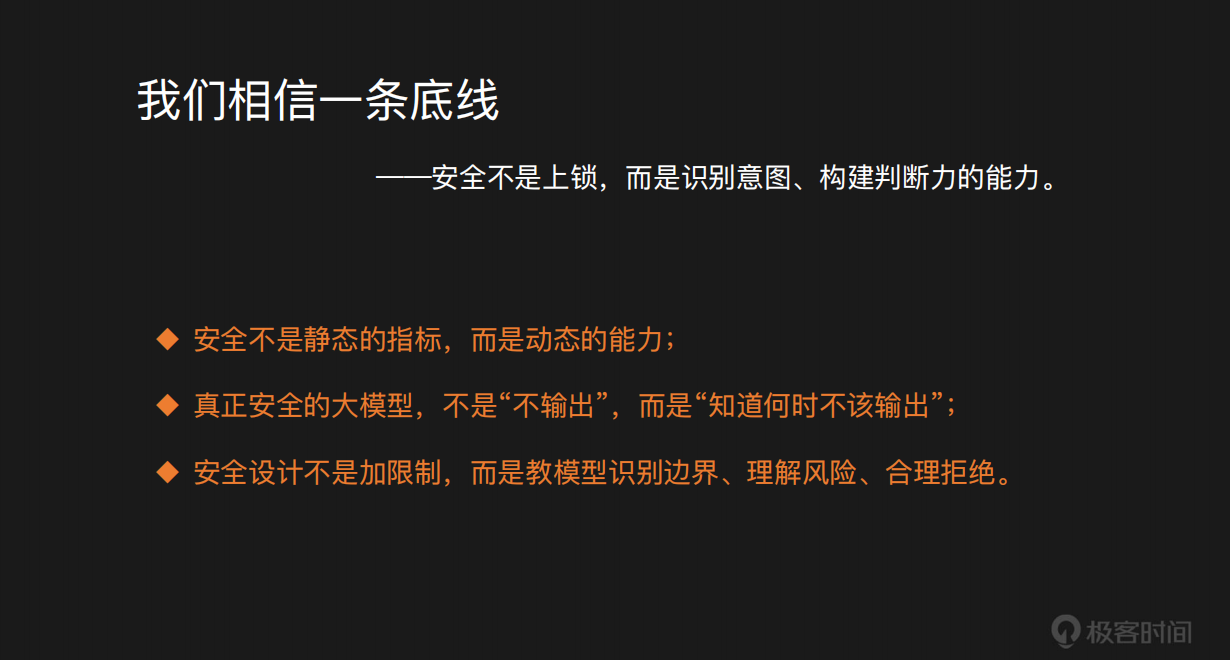 我们相信一条底线
——安全不是上锁，而是识别意图、构建判断力的能力。
◆ 安全不是静态的指标，而是动态的能力；
◆ 真正安全的大模型，不是“不输出”，而是“知道何时不该输出”；
◆ 安全设计不是加限制，而是教模型识别边界、理解风险、合理拒绝。
极客时间